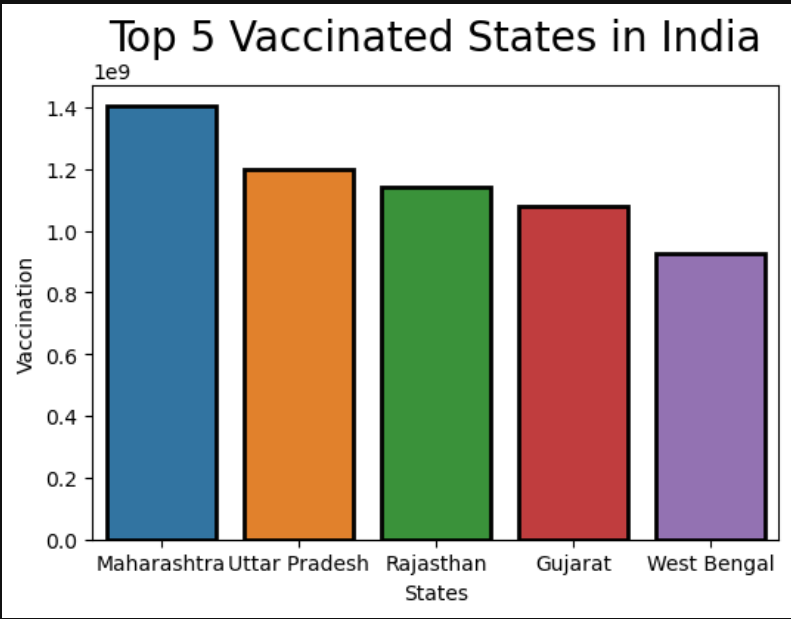 Top 5 Vaccinated States in India
1e9
1.4
1.2
1.0
0.8
0.6
0.4
0.2
0.0
Vaccination
Maharashtra Uttar Pradesh Rajasthan Gujarat West Bengal
States